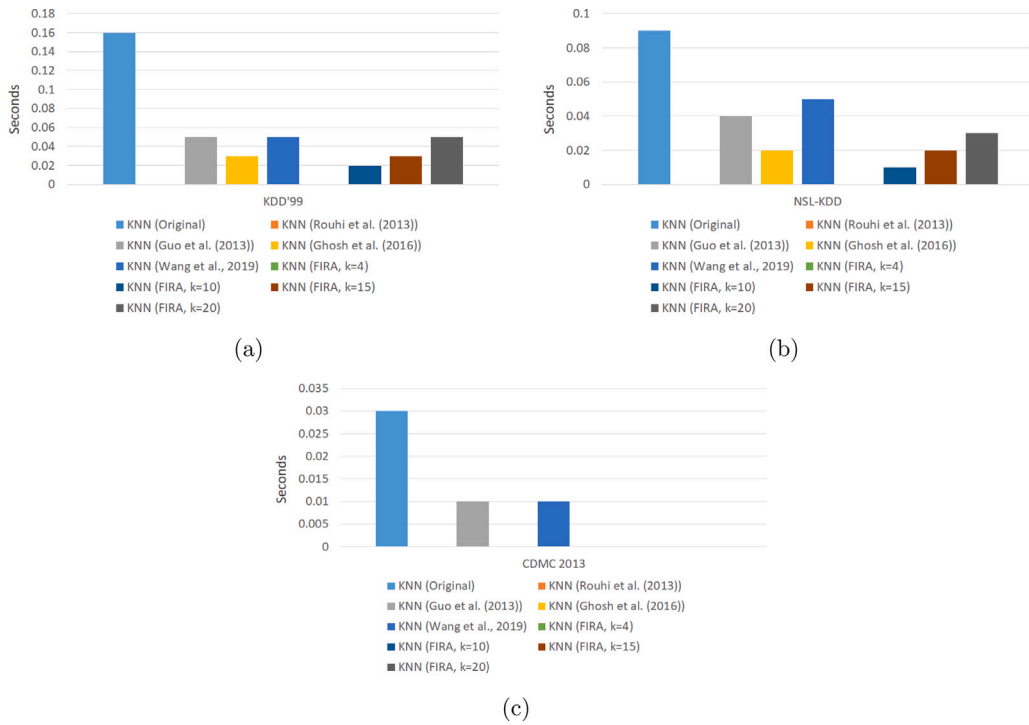 0.18
0.16
0.14
0.12
0.1
0.08
0.06
0.04
0.02
0
Seconds
KDD'99
KNN (Original)
KNN (Rouhi et al. (2013))
KNN (Guo et al. (2013))
KNN (Ghosh et al. (2016))
KNN (Wang et al., 2019)
KNN (FIRA, k=4)
KNN (FIRA, k=10)
KNN (FIRA, k=15)
KNN (FIRA, k=20)
(a)
0.1
0.08
0.06
0.04
0.02
0
Seconds
NSL-KDD
KNN (Original)
KNN (Rouhi et al. (2013))
KNN (Guo et al. (2013))
KNN (Ghosh et al. (2016))
KNN (Wang et al., 2019)
KNN (FIRA, k=4)
KNN (FIRA, k=10)
KNN (FIRA, k=15)
KNN (FIRA, k=20)
(b)
0.035
0.03
0.025
0.02
0.015
0.01
0.005
0
Seconds
CDMC 2013
KNN (Original)
KNN (Rouhi et al. (2013))
KNN (Guo et al. (2013))
KNN (Ghosh et al. (2016))
KNN (Wang et al., 2019)
KNN (FIRA, k=4)
KNN (FIRA, k=10)
KNN (FIRA, k=15)
KNN (FIRA, k=20)
(c)